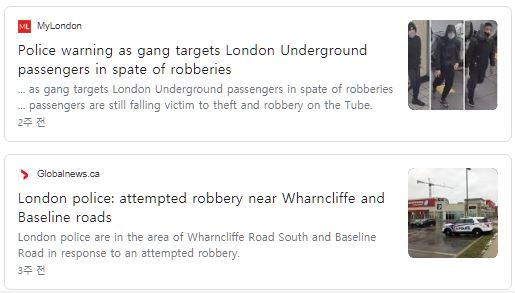 MyLondon
Police warning as gang targets London Underground
passengers in spate of robberies
... as gang targets London Underground passengers in spate of robberies
... passengers are still falling victim to theft and robbery on the Tube.
2주 전
Globalnews.ca
London police: attempted robbery near Wharncliffe and
Baseline roads
London police are in the area of Wharncliffe Road South and Baseline
Road in response to an attempted robbery.
3주 전